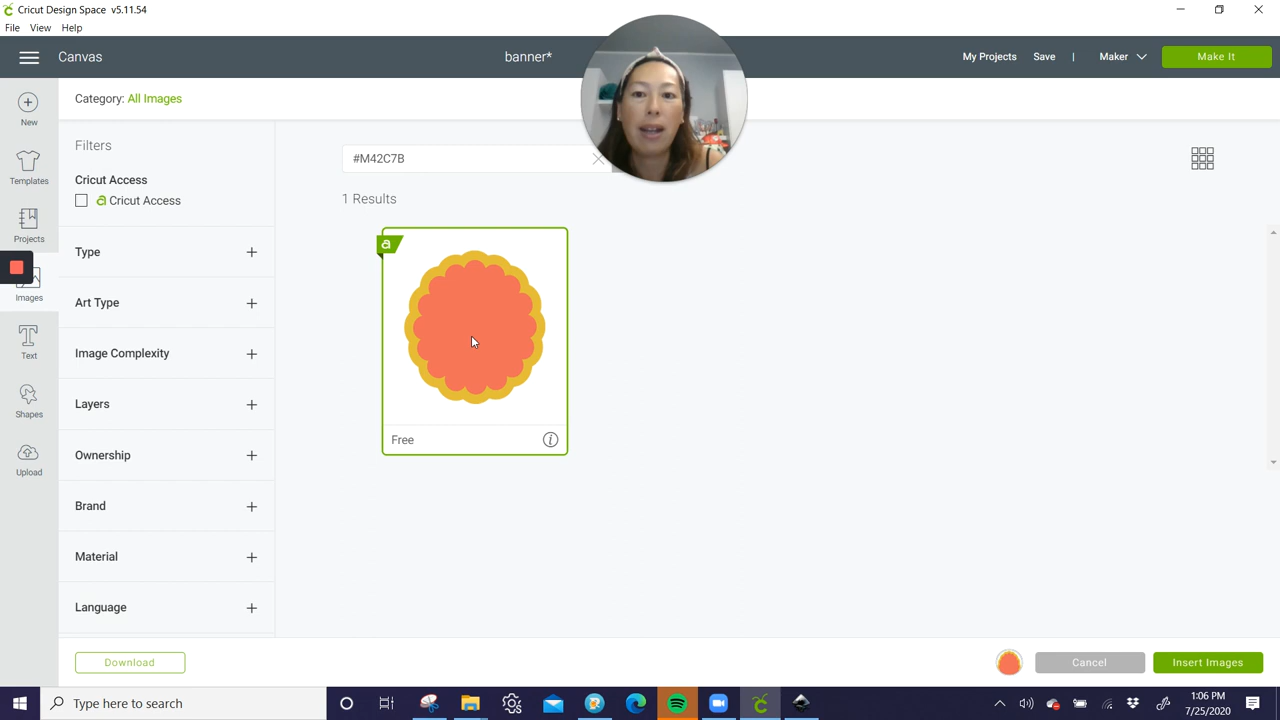 Cricut Design Space v5.11.54
File View Help
Canvas
banner*
My Projects Save | Maker Make It
New
Templates
Projects
Images
Text
Shapes
Upload
Category: All Images
Filters
Cricut Access
a Cricut Access
Type
Art Type
Image Complexity
Layers
Ownership
Brand
Material
Language
#M42C7B
1 Results
a
Free
Download
Cancel
Insert Images
Type here to search
1:06 PM
7/25/2020